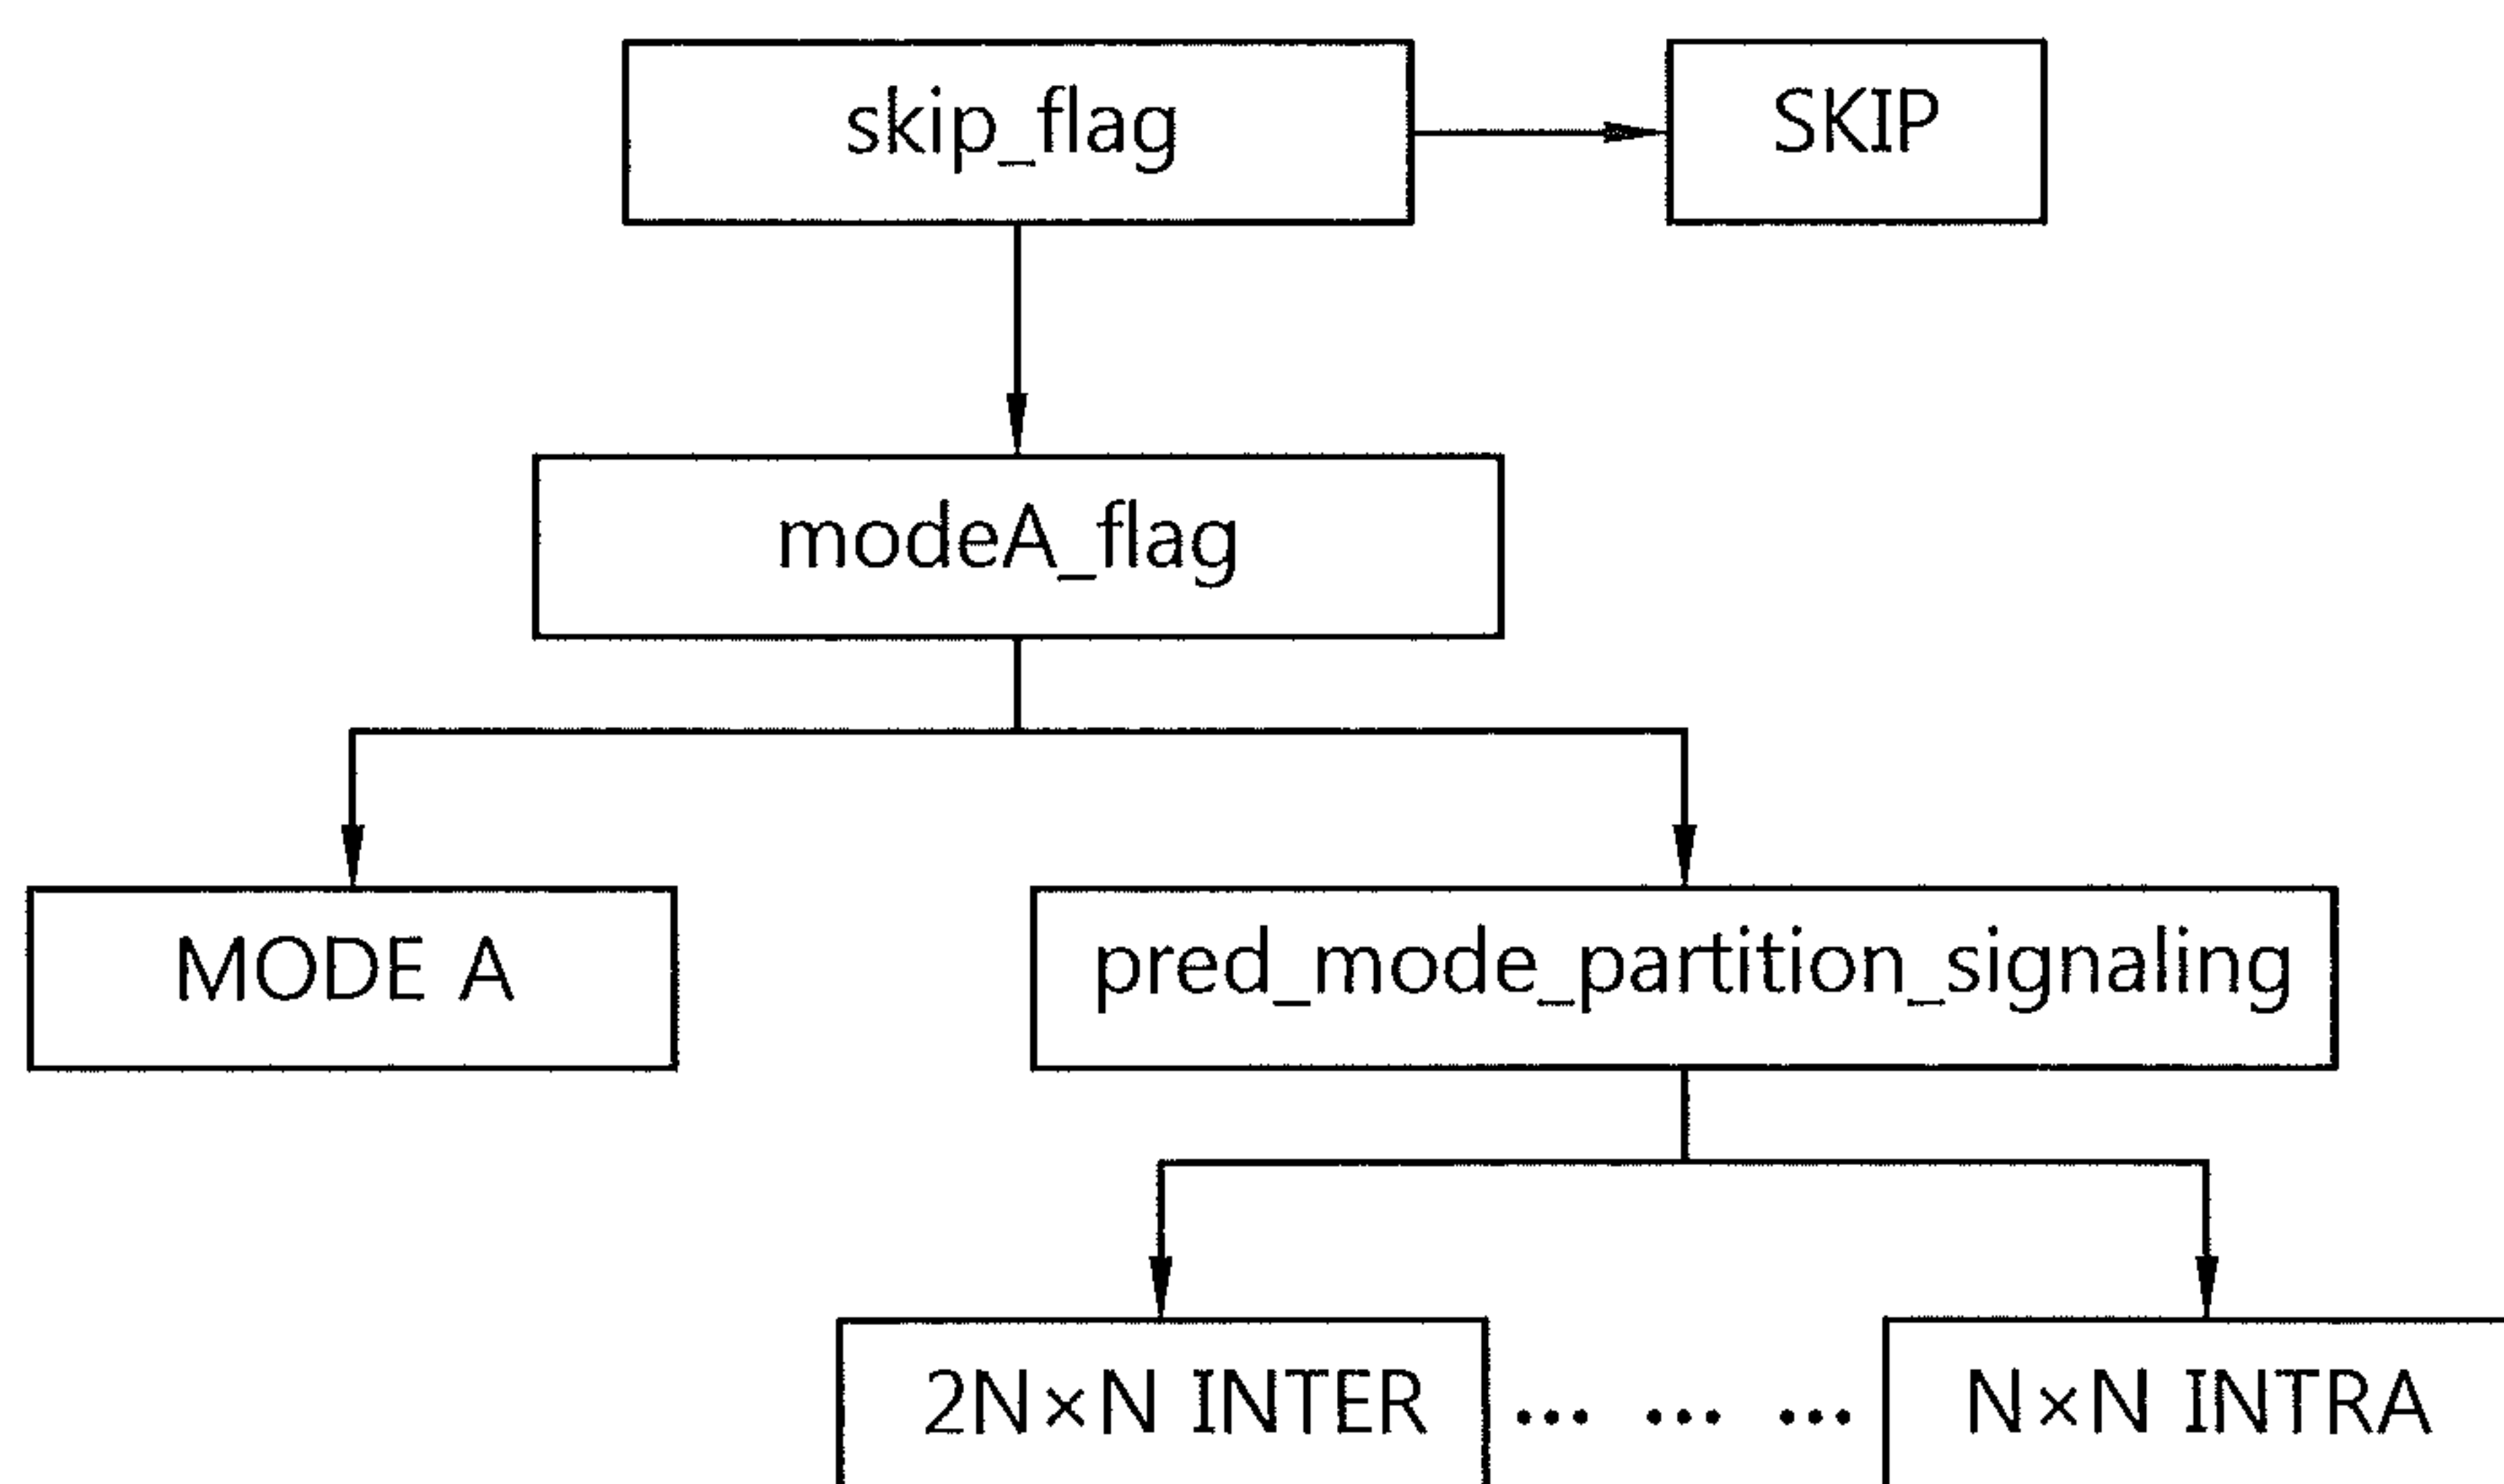 skip_flag
SKIP
modeA_flag
MODE A
pred_mode_partition_signaling
2N×N INTER
... ... ...
N×N INTRA